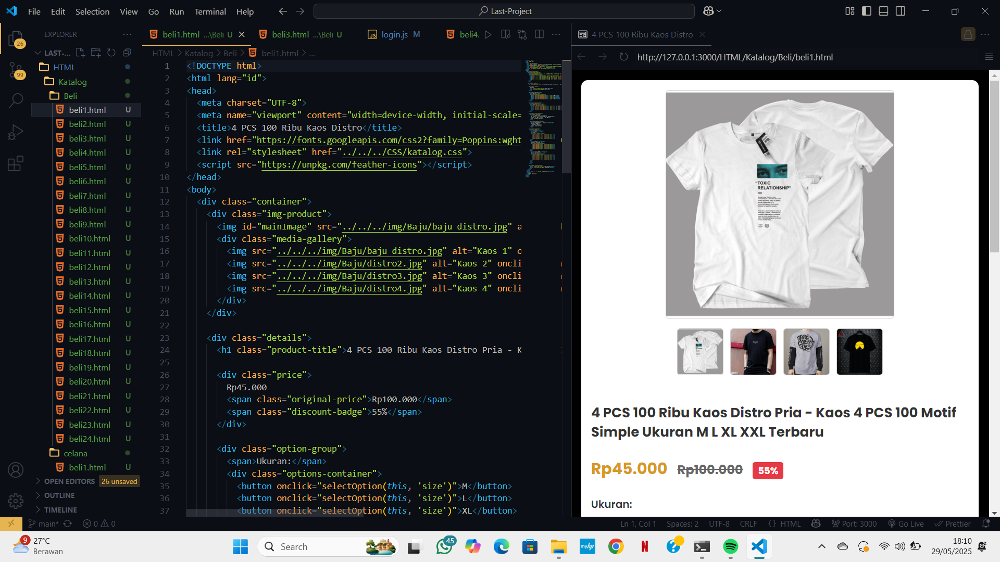 File Edit Selection View Go Run Terminal Help
Last-Project
EXPLORER
LAST-...
HTML
Katalog
Beli
beli1.html U
beli2.html U
beli3.html U
beli4.html U
beli5.html U
beli6.html U
beli7.html U
beli8.html U
beli9.html U
beli10.html U
beli11.html U
beli12.html U
beli13.html U
beli14.html U
beli15.html U
beli16.html U
beli17.html U
beli18.html U
beli19.html U
beli20.html U
beli21.html U
beli22.html U
beli23.html U
beli24.html U
celana
beli1.html U
OPEN EDITORS 26 unsaved
OUTLINE
TIMELINE
26
99
beli1.html ...\Beli U
beli3.html ...\Beli U
login.js M
beli4.
HTML > Katalog > Beli > beli1.html > ...
1 <!DOCTYPE html>
2 <html lang="id">
3 <head>
4 <meta charset="UTF-8">
5 <meta name="viewport" content="width=device-width, initial-scale=
6 <title>4 PCS 100 Ribu Kaos Distro</title>
7 <link href="https://fonts.googleapis.com/css2?family=Poppins:wght
8 <link rel="stylesheet" href="../../../CSS/katalog.css">
9 <script src="https://unpkg.com/feather-icons"></script>
10 </head>
11 <body>
12 <div class="container">
13 <div class="img-product">
14 <img id="mainImage" src="../../../img/Baju/baju distro.jpg" a
15 <div class="media-gallery">
16 <img src="../../../img/Baju/baju distro.jpg" alt="Kaos 1" o
17 <img src="../../../img/Baju/distro2.jpg" alt="Kaos 2" oncli
18 <img src="../../../img/Baju/distro3.jpg" alt="Kaos 3" oncli
19 <img src="../../../img/Baju/distro4.jpg" alt="Kaos 4" oncli
20 </div>
21 </div>
22
23 <div class="details">
24 <h1 class="product-title">4 PCS 100 Ribu Kaos Distro Pria - K
25
26 <div class="price">
27 Rp45.000
28 <span class="original-price">Rp100.000</span>
29 <span class="discount-badge">55%</span>
30 </div>
31
32 <div class="option-group">
33 <span>Ukuran:</span>
34 <div class="options-container">
35 <button onclick="selectOption(this, 'size')">M</button>
36 <button onclick="selectOption(this, 'size')">L</button>
37 <button onclick="selectOption(this, 'size')">XL</button>
4 PCS 100 Ribu Kaos Distro
http://127.0.0.1:3000/HTML/Katalog/Beli/beli1.html
"TOXIC
RELATIONSHIP"
4 PCS 100 Ribu Kaos Distro Pria - Kaos 4 PCS 100 Motif
Simple Ukuran M L XL XXL Terbaru
Rp45.000 Rp100.000 55%
Ukuran:
main* 0 0
Ln 1, Col 1 Spaces: 2 UTF-8 CRLF {} HTML Port: 3000 Go Live Prettier
9
27°C
Berawan
Search
45
myhp
N
18:10
29/05/2025